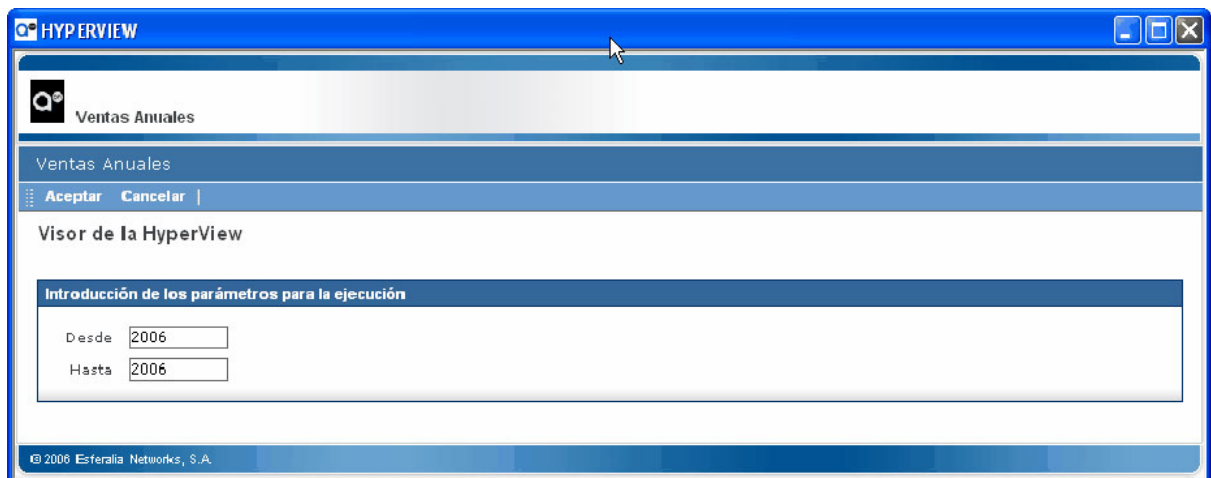 HYPERVIEW
Ventas Anuales
Ventas Anuales
Aceptar Cancelar |
Visor de la HyperView
Introducción de los parámetros para la ejecución
Desde 2006
Hasta 2006
© 2006 Esferalia Networks, S.A.